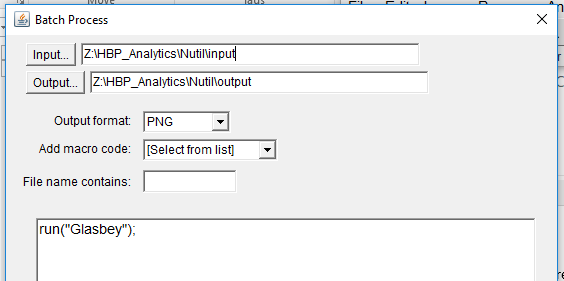 Batch Process
Input... Z:\HBP_Analytics\Nutil\input
Output... Z:\HBP_Analytics\Nutil\output
Output format: PNG
Add macro code: [Select from list]
File name contains:
run("Glasbey");